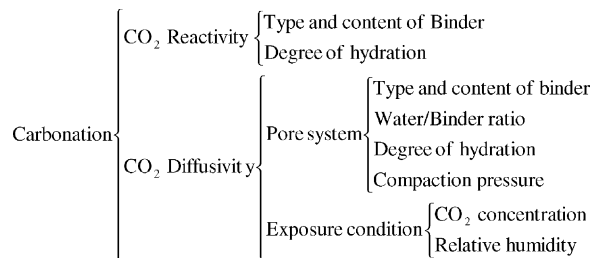 CO₂ Reactivity
Type and content of Binder
Degree of hydration
Carbonation
CO₂ Diffusivit y
Pore system
Type and content of binder
Water/Binder ratio
Degree of hydration
Compaction pressure
Exposure condition
CO₂ concentration
Relative humidity